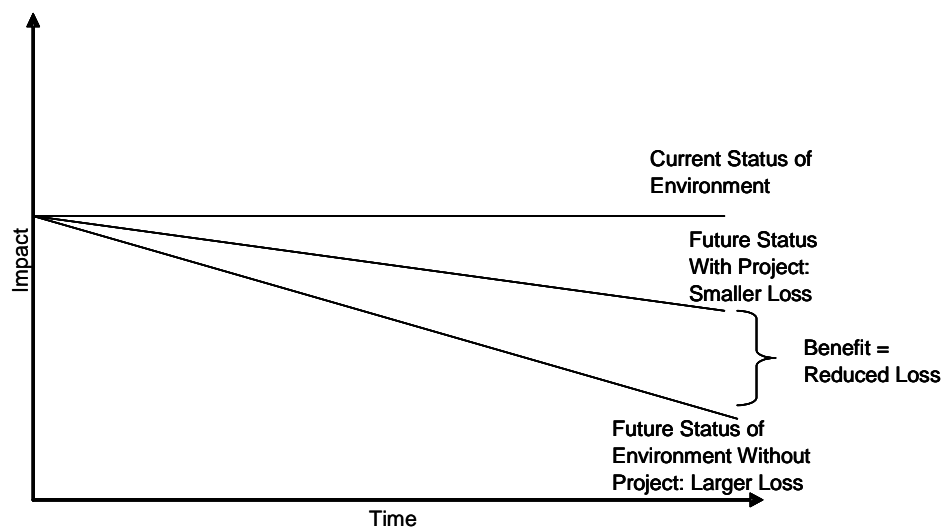 Current Status of
Environment
Impact
Future Status
With Project:
Smaller Loss
Benefit =
Reduced Loss
Future Status of
Environment Without
Project: Larger Loss
Time